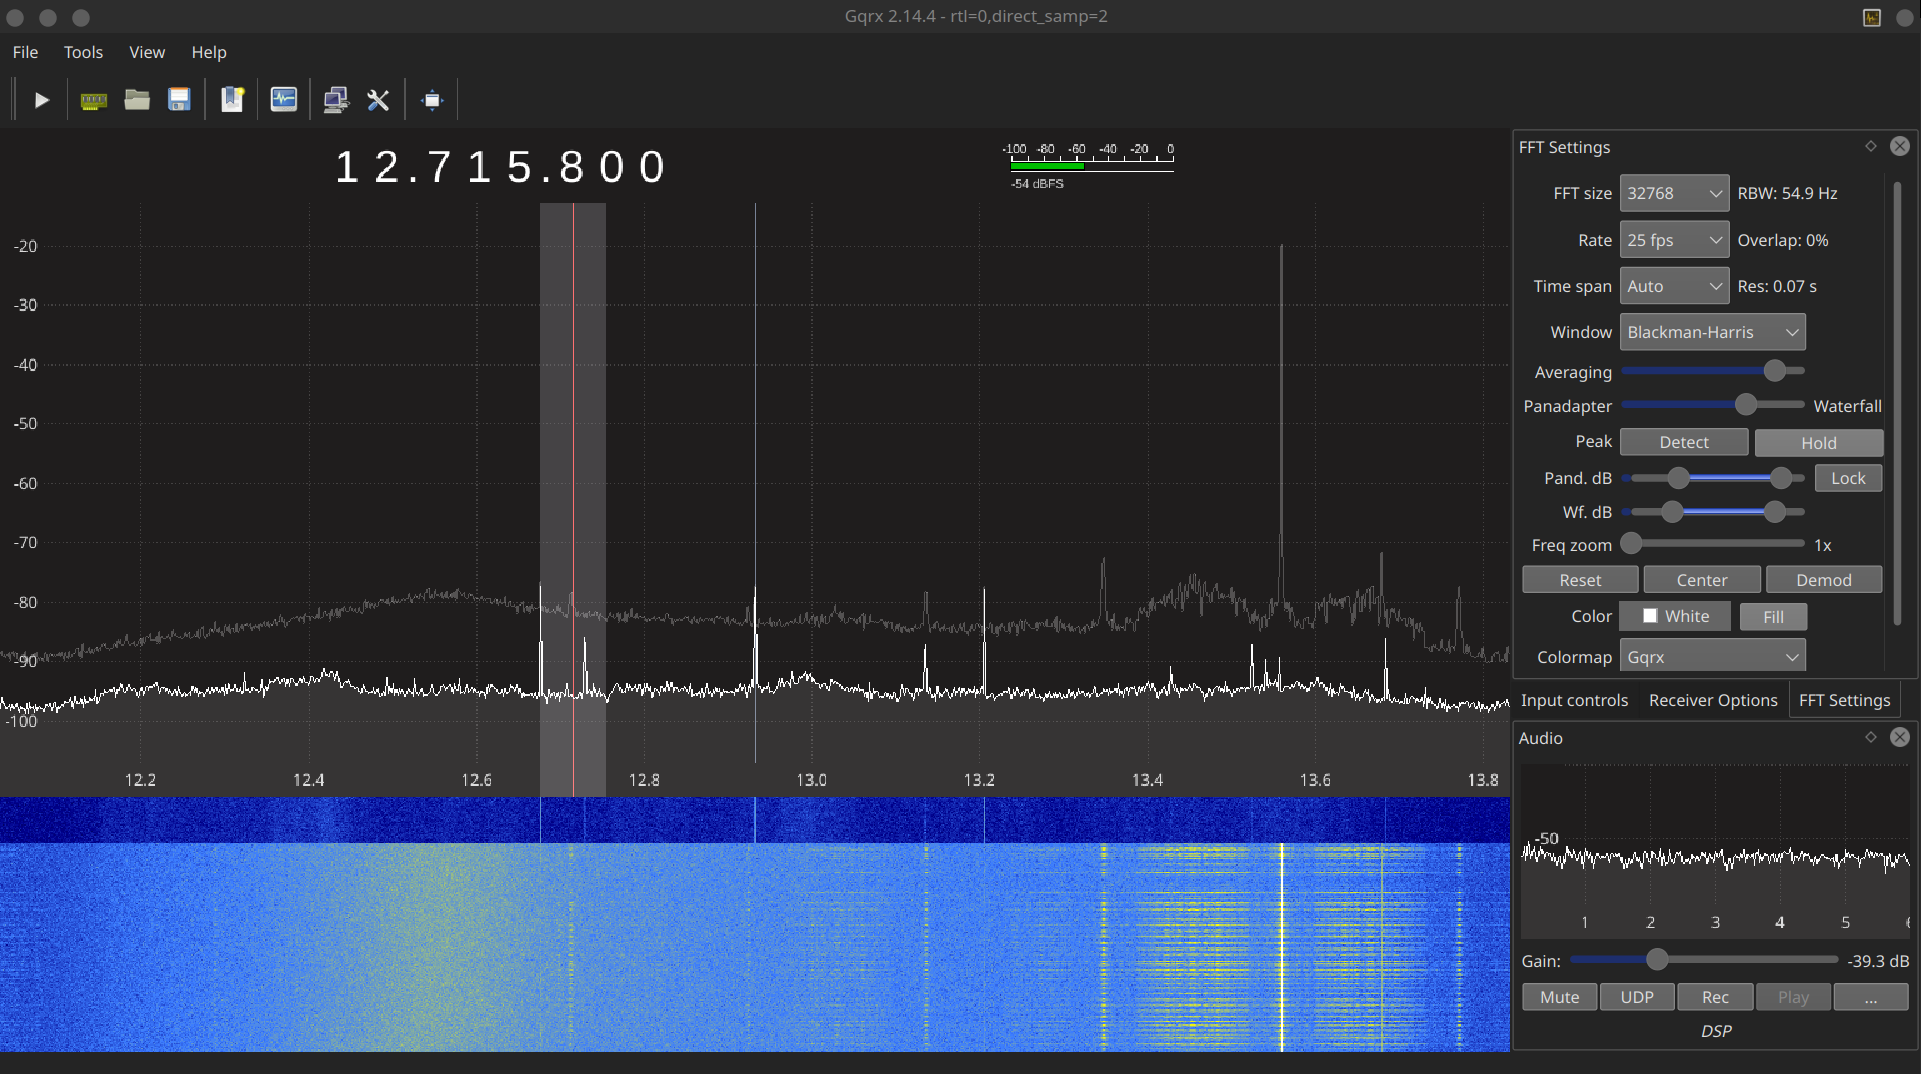 Gqrx 2.14.4 - rtl=0,direct_samp=2
File Tools View Help
12.715.800
-100 -80 -60 -40 -20 0
-54 dBFS
-20
-30
-40
-50
-60
-70
-80
-90
-100
12.2 12.4 12.6 12.8 13.0 13.2 13.4 13.6 13.8
FFT Settings
FFT size 32768 RBW: 54.9 Hz
Rate 25 fps Overlap: 0%
Time span Auto Res: 0.07 s
Window Blackman-Harris
Averaging
Panadapter Waterfall
Peak Detect Hold
Pand. dB Lock
Wf. dB
Freq zoom 1x
Reset Center Demod
Color White Fill
Colormap Gqrx
Input controls Receiver Options FFT Settings
Audio
-50
1 2 3 4 5
Gain: -39.3 dB
Mute UDP Rec Play ...
DSP